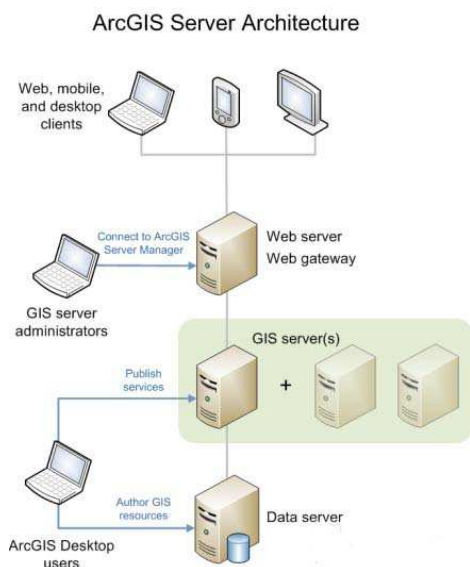 ArcGIS Server Architecture
Web, mobile,
and desktop
clients
Connect to ArcGIS
Server Manager
Web server
Web gateway
GIS server
administrators
GIS server(s)
Publish
services
+
Author GIS
resources
Data server
ArcGIS Desktop
users